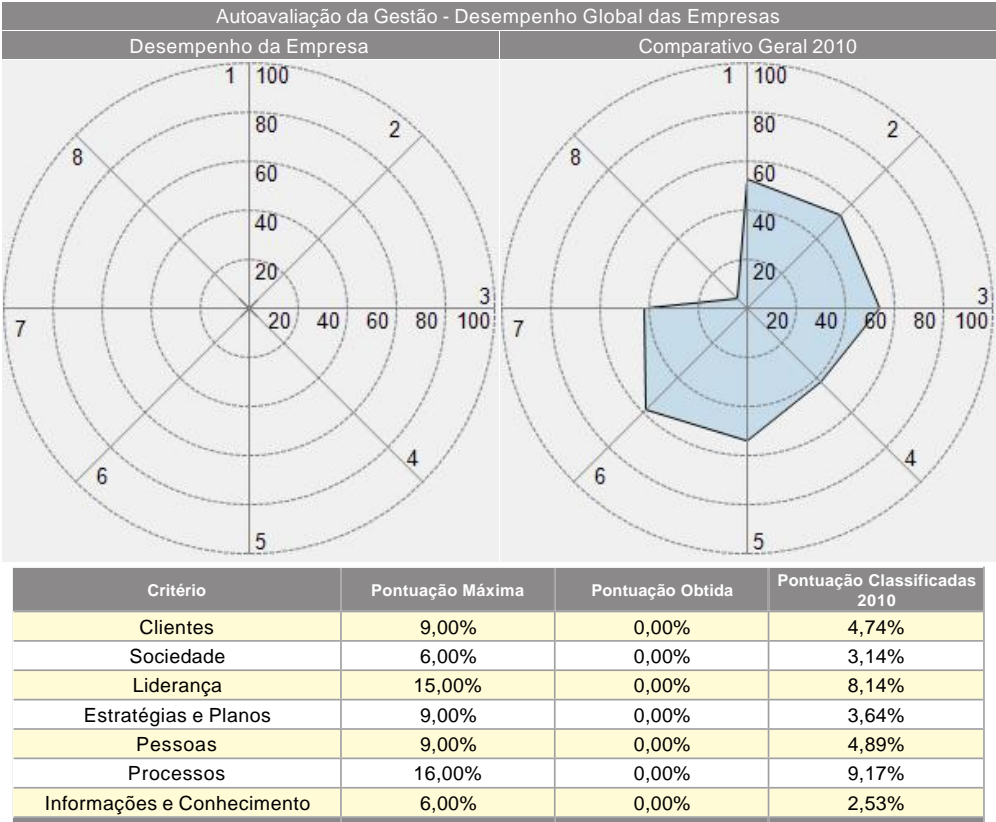 Autoavaliação da Gestão - Desempenho Global das Empresas
Desempenho da Empresa
Comparativo Geral 2010
1 100
2
80
8
60
40
20
3
20 40 60 80 100
7
4
6
5
1 100
2
80
8
60
40
20
3
20 40 60 80 100
7
4
6
5
Critério Pontuação Máxima Pontuação Obtida Pontuação Classificadas
2010
Clientes 9,00% 0,00% 4,74%
Sociedade 6,00% 0,00% 3,14%
Liderança 15,00% 0,00% 8,14%
Estratégias e Planos 9,00% 0,00% 3,64%
Pessoas 9,00% 0,00% 4,89%
Processos 16,00% 0,00% 9,17%
Informações e Conhecimento 6,00% 0,00% 2,53%